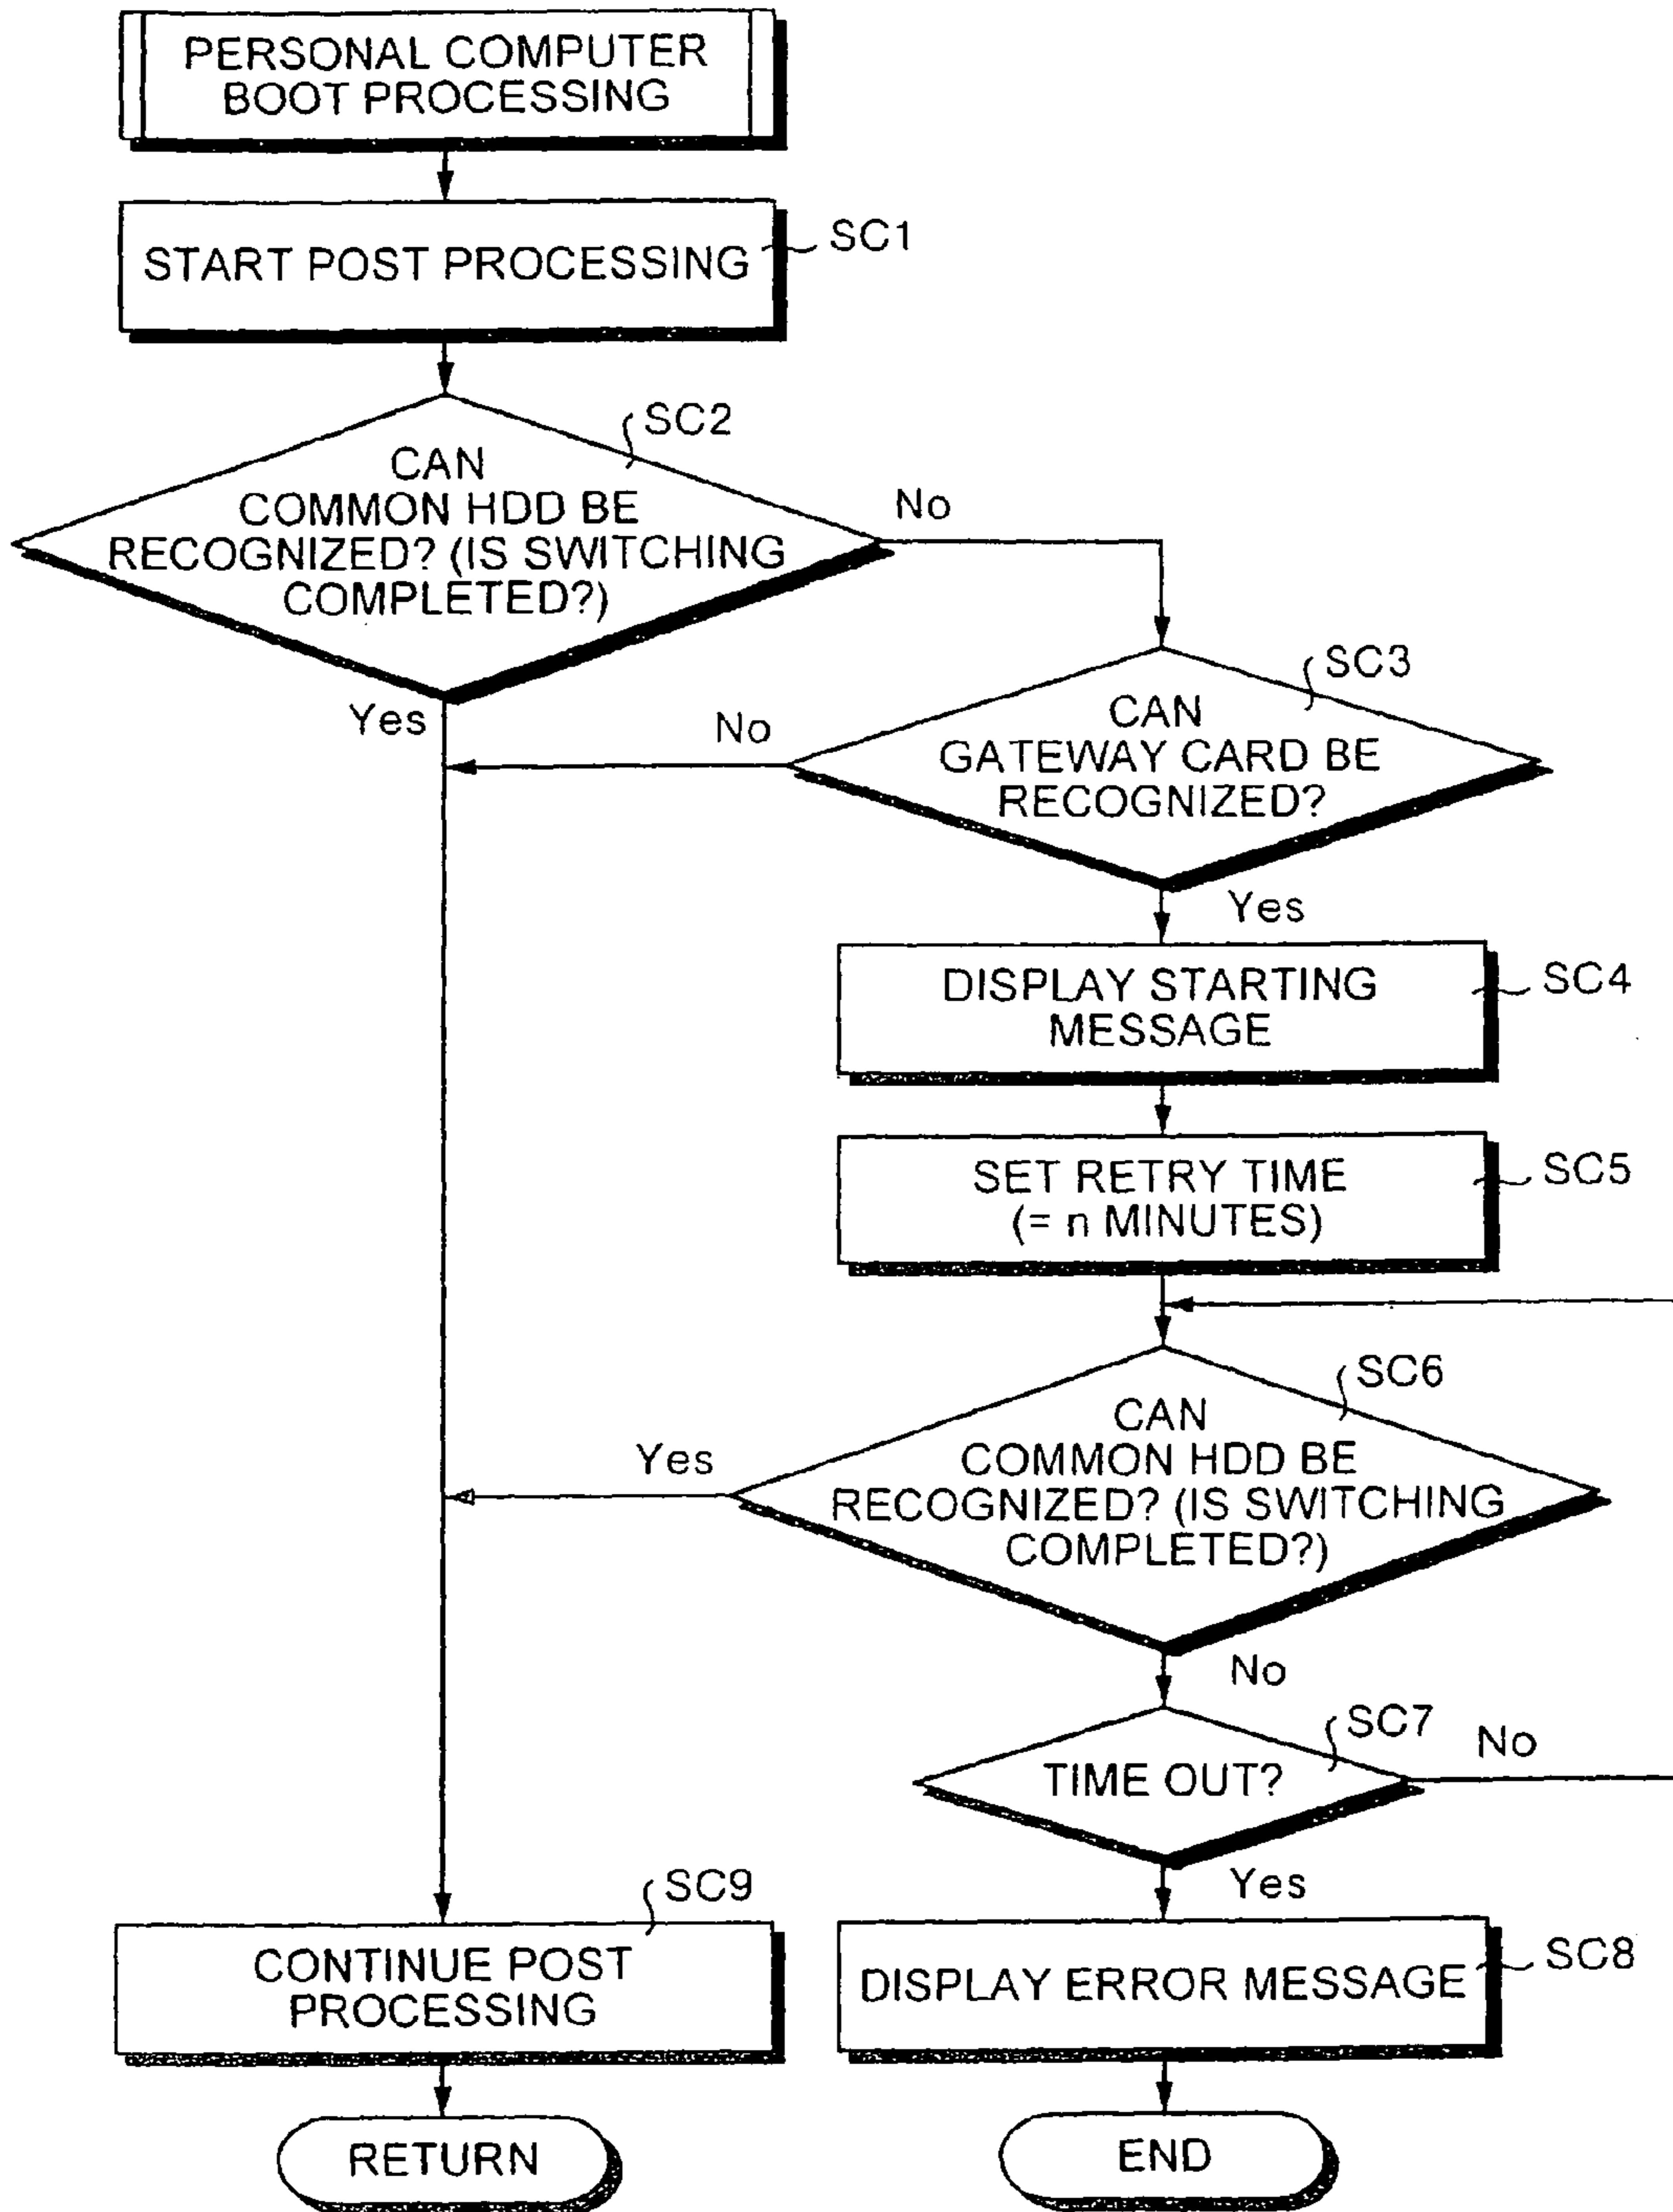 PERSONAL COMPUTER
BOOT PROCESSING
START POST PROCESSING
SC1
SC2
CAN
COMMON HDD BE
RECOGNIZED? (IS SWITCHING
COMPLETED?)
No
Yes
SC3
CAN
GATEWAY CARD BE
RECOGNIZED?
No
Yes
DISPLAY STARTING
MESSAGE
SC4
SET RETRY TIME
(= n MINUTES)
SC5
SC6
CAN
COMMON HDD BE
RECOGNIZED? (IS SWITCHING
COMPLETED?)
Yes
No
SC7
TIME OUT?
No
Yes
SC9
CONTINUE POST
PROCESSING
DISPLAY ERROR MESSAGE
SC8
RETURN
END